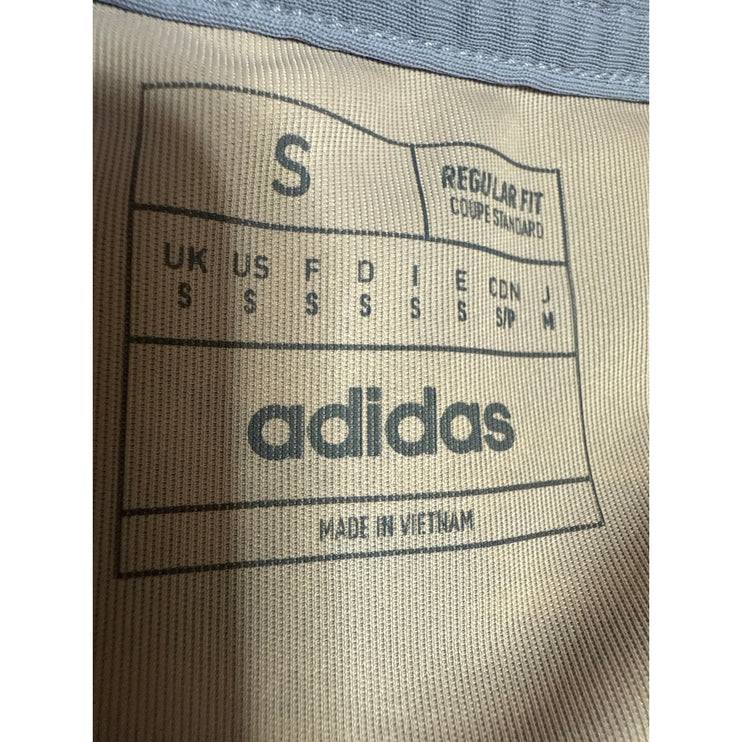 S
REGULAR FIT
COUPE STANDARD
UK US F D I E CDN J
S S S S S S S/P M
adidas
MADE IN VIETNAM